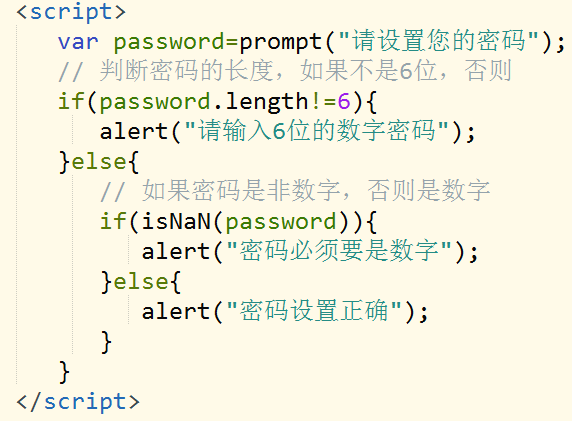 <script>
var password=prompt("请设置您的密码");
// 判断密码的长度，如果不是6位，否则
if(password.length!=6){
alert("请输入6位的数字密码");
}else{
// 如果密码是非数字，否则是数字
if(isNaN(password)){
alert("密码必须要是数字");
}else{
alert("密码设置正确");
}
}
</script>